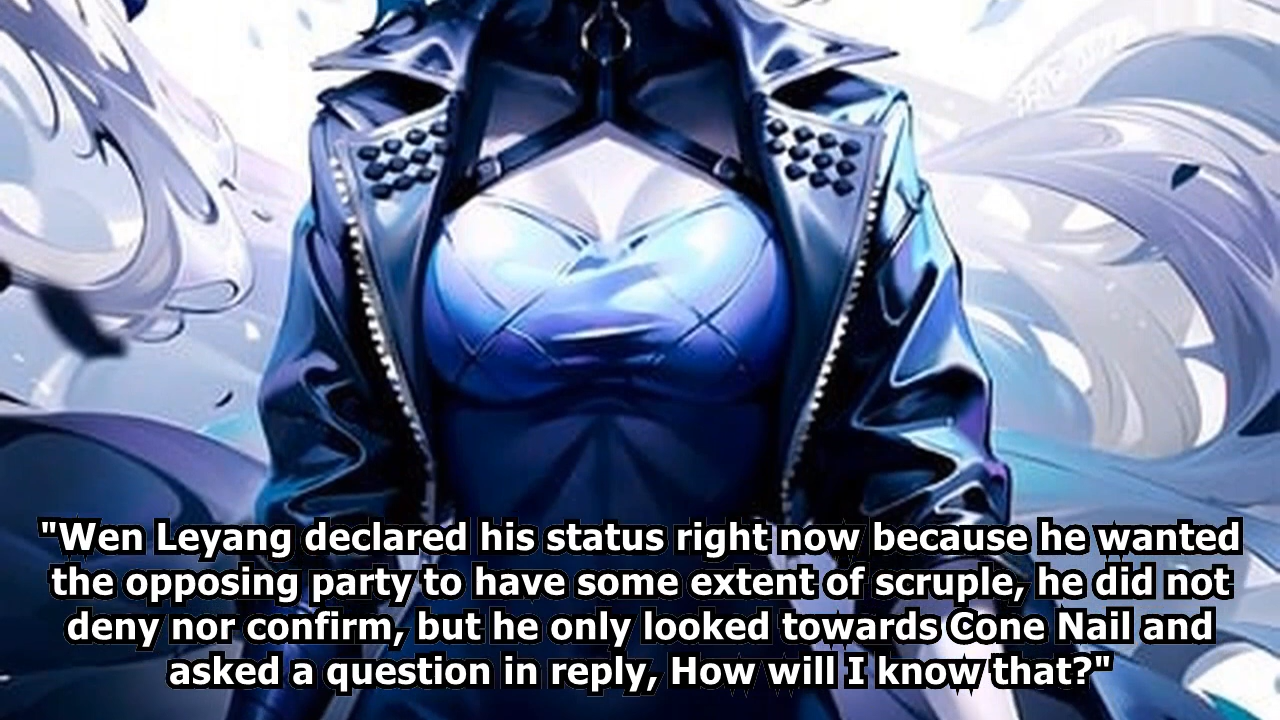 "Wen Leyang declared his status right now because he wanted
the opposing party to have some extent of scruple, he did not
deny nor confirm, but he only looked towards Cone Nail and
asked a question in reply, How will I know that?"